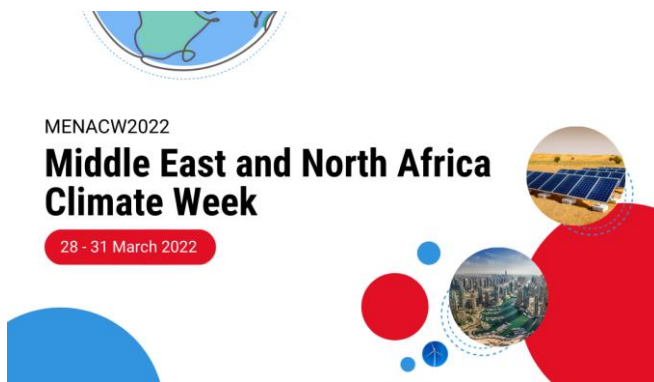 MENACW2022
Middle East and North Africa
Climate Week
28 - 31 March 2022